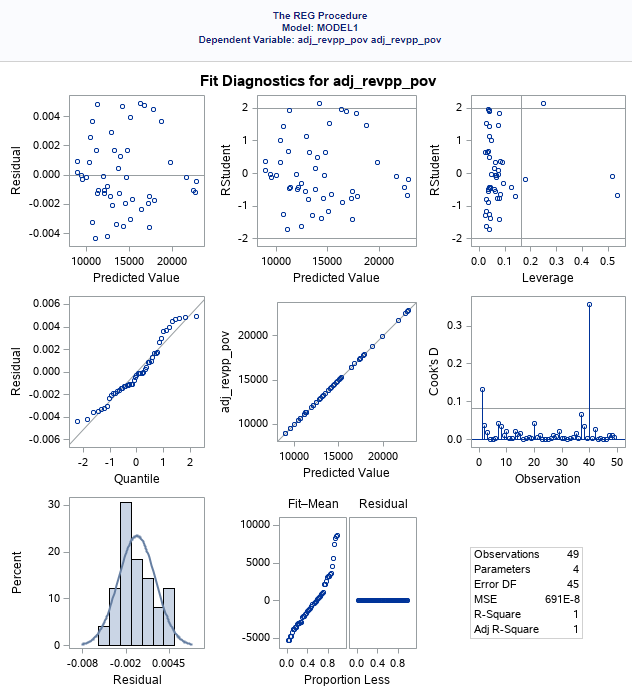 The REG Procedure
Model: MODEL1
Dependent Variable: adj_revpp_pov adj_revpp_pov
Fit Diagnostics for adj_revpp_pov
Residual
0.004
0.002
0.000
-0.002
-0.004
10000 15000 20000
Predicted Value
RStudent
2
1
0
-1
-2
10000 15000 20000
Predicted Value
RStudent
2
1
0
-1
-2
0.0 0.1 0.2 0.3 0.4 0.5
Leverage
Residual
0.006
0.004
0.002
0.000
-0.002
-0.004
-0.006
-2 -1 0 1 2
Quantile
adj_revpp_pov
20000
15000
10000
10000 15000 20000
Predicted Value
Cook's D
0.3
0.2
0.1
0.0
0 10 20 30 40 50
Observation
Percent
30
20
10
0
-0.008 -0.002 0.0045
Residual
Fit–Mean Residual
10000
5000
0
-5000
0.0 0.4 0.8 0.0 0.4 0.8
Proportion Less
Observations 49
Parameters 4
Error DF 45
MSE 691E-8
R-Square 1
Adj R-Square 1